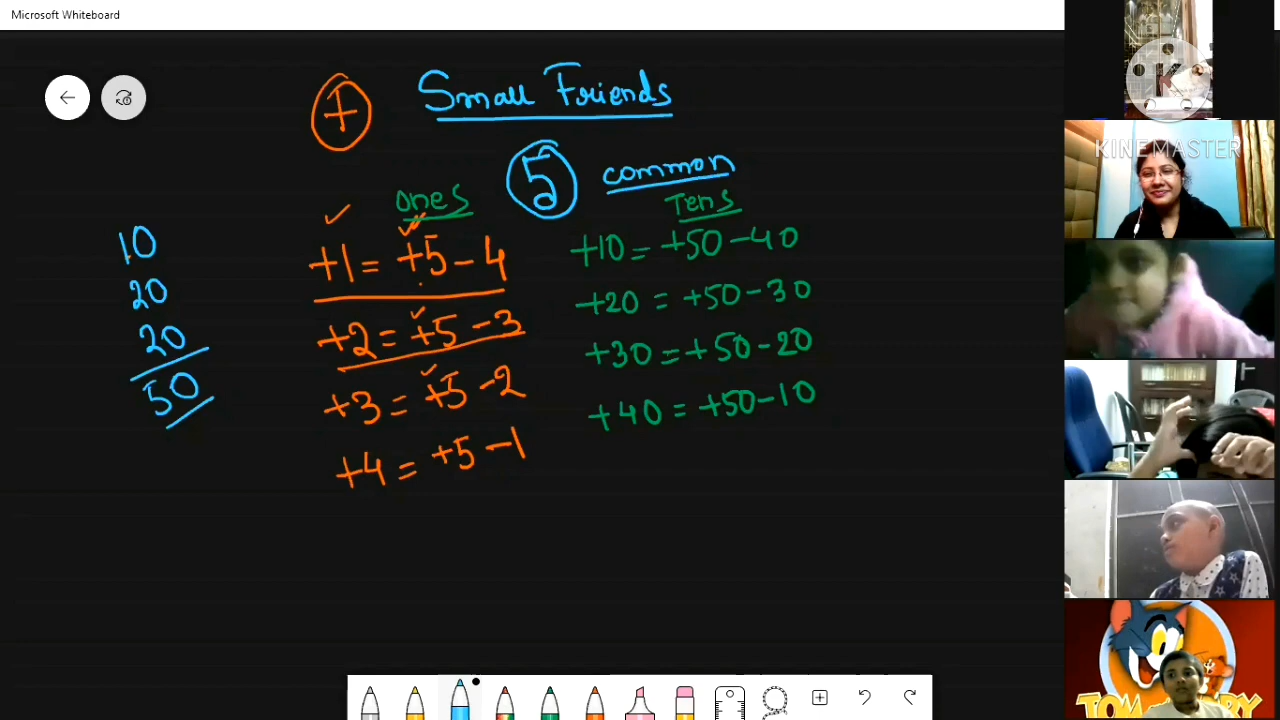 Microsoft Whiteboard
+ Small Friends
5 common
ones
Tens
+1 = +5 - 4
+2 = +5 - 3
+3 = +5 - 2
+4 = +5 - 1
+10 = +50 - 40
+20 = +50 - 30
+30 = +50 - 20
+40 = +50 - 10
10
20
20
50
K
KINEMASTER
TOM